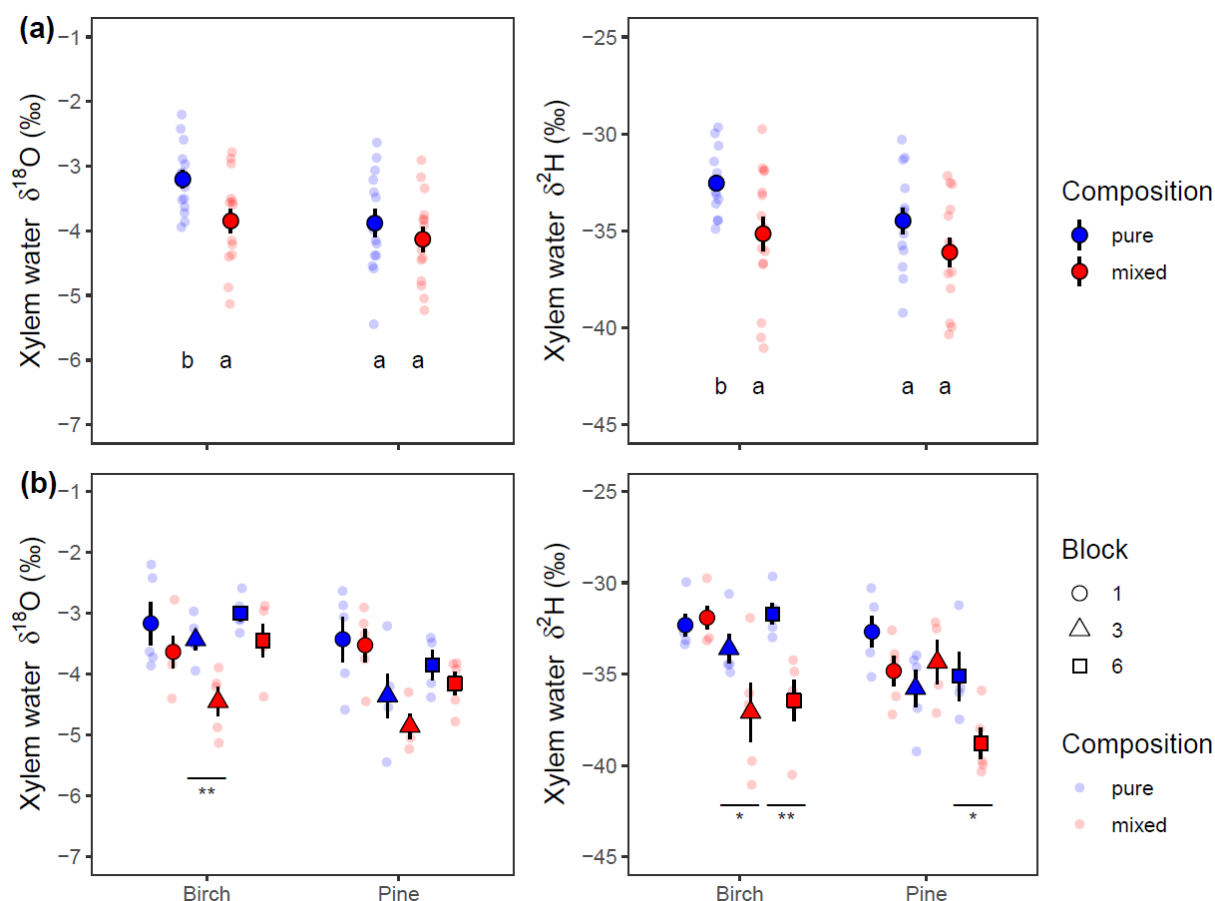 (a)
Xylem water δ18O (‰)
−1
−2
−3
−4
−5
−6
−7
b a a a
Xylem water δ2H (‰)
−25
−30
−35
−40
−45
b a a a
Composition
pure
mixed
(b)
Xylem water δ18O (‰)
−1
−2
−3
−4
−5
−6
−7
**
Birch Pine
Xylem water δ2H (‰)
−25
−30
−35
−40
−45
* ** *
Birch Pine
Block
1
3
6
Composition
pure
mixed